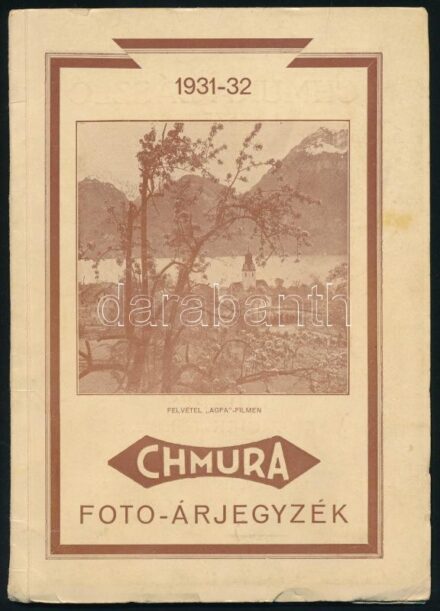 1931-32
darabanth
FELVÉTEL „AGFA”-FILMEN
CHMURA
FOTO-ÁRJEGYZÉK